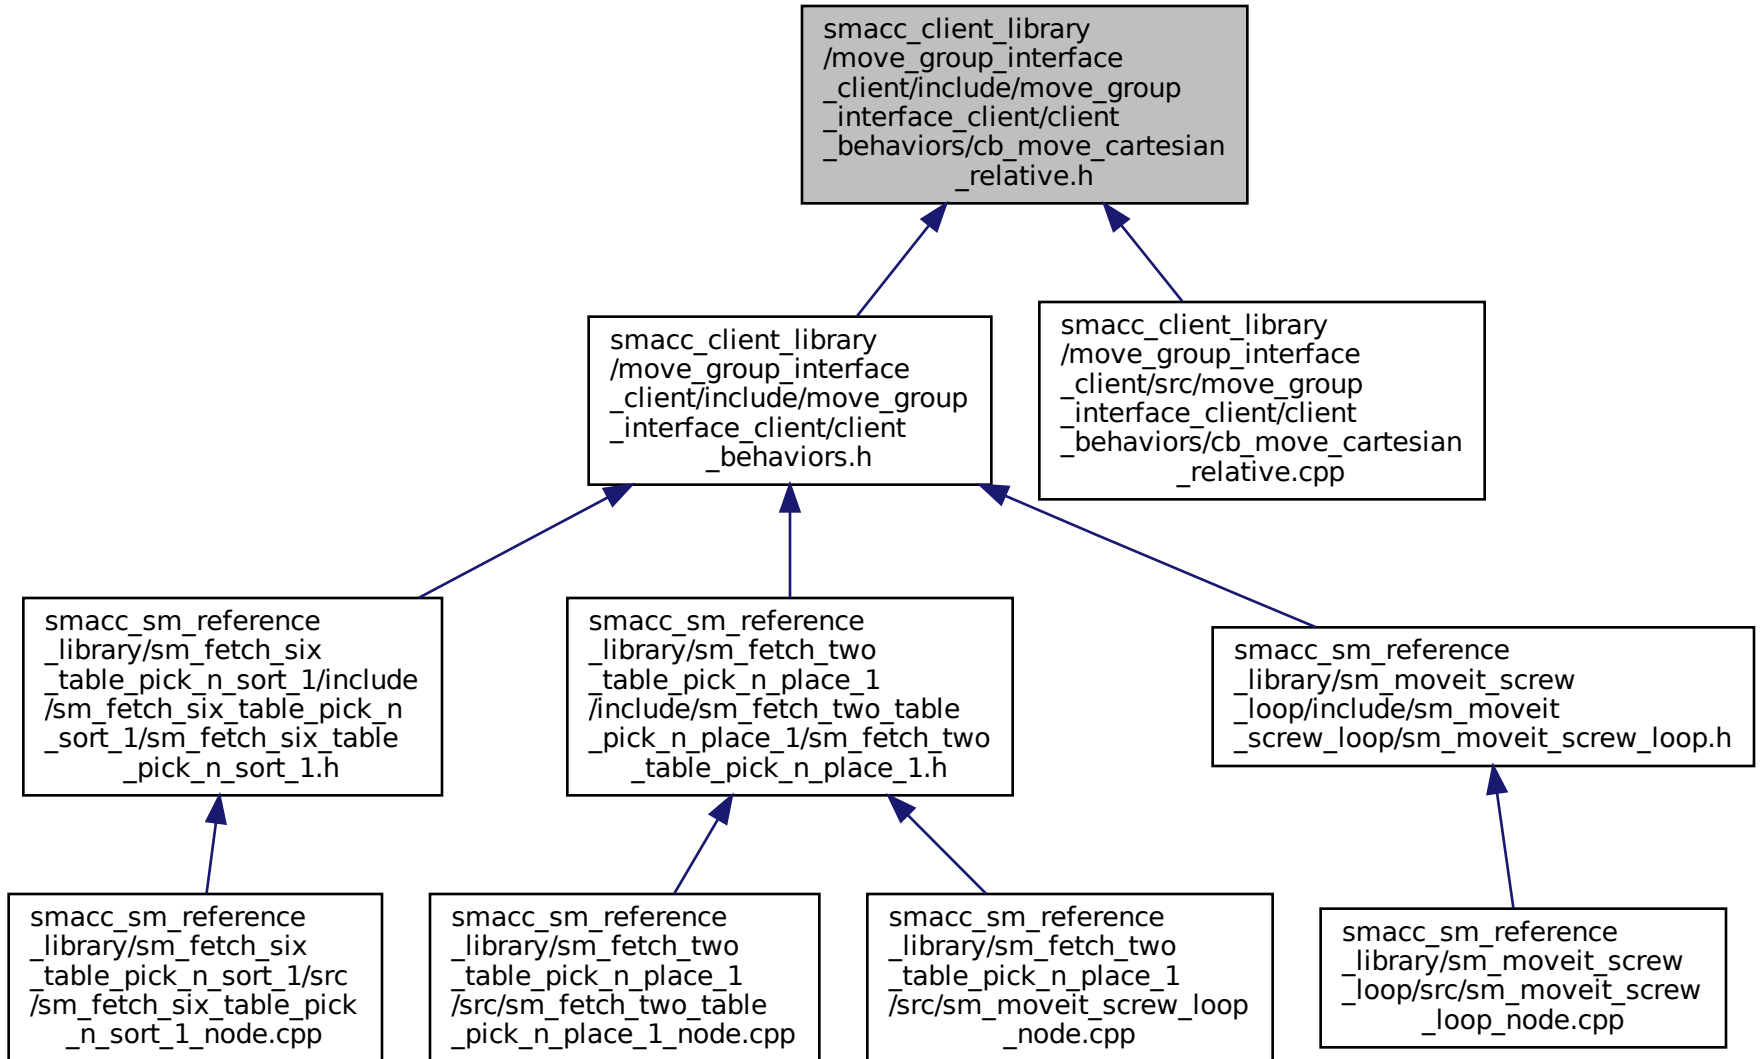 smacc_client_library
/move_group_interface
_client/include/move_group
_interface_client/client
_behaviors/cb_move_cartesian
_relative.h
smacc_client_library
/move_group_interface
_client/include/move_group
_interface_client/client
_behaviors.h
smacc_client_library
/move_group_interface
_client/src/move_group
_interface_client/client
_behaviors/cb_move_cartesian
_relative.cpp
smacc_sm_reference
_library/sm_fetch_six
_table_pick_n_sort_1/include
/sm_fetch_six_table_pick_n
_sort_1/sm_fetch_six_table
_pick_n_sort_1.h
smacc_sm_reference
_library/sm_fetch_two
_table_pick_n_place_1
/include/sm_fetch_two_table
_pick_n_place_1/sm_fetch_two
_table_pick_n_place_1.h
smacc_sm_reference
_library/sm_moveit_screw
_loop/include/sm_moveit
_screw_loop/sm_moveit_screw_loop.h
smacc_sm_reference
_library/sm_fetch_six
_table_pick_n_sort_1/src
/sm_fetch_six_table_pick
_n_sort_1_node.cpp
smacc_sm_reference
_library/sm_fetch_two
_table_pick_n_place_1
/src/sm_fetch_two_table
_pick_n_place_1_node.cpp
smacc_sm_reference
_library/sm_fetch_two
_table_pick_n_place_1
/src/sm_moveit_screw_loop
_node.cpp
smacc_sm_reference
_library/sm_moveit_screw
_loop/src/sm_moveit_screw
_loop_node.cpp